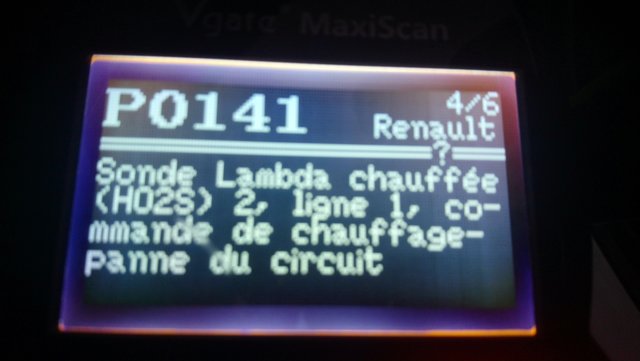 Vgate MaxiScan
P0141
4/6
Renault
?
Sonde Lambda chauffée
(HO2S) 2, ligne 1, co-
mmande de chauffage-
panne du circuit